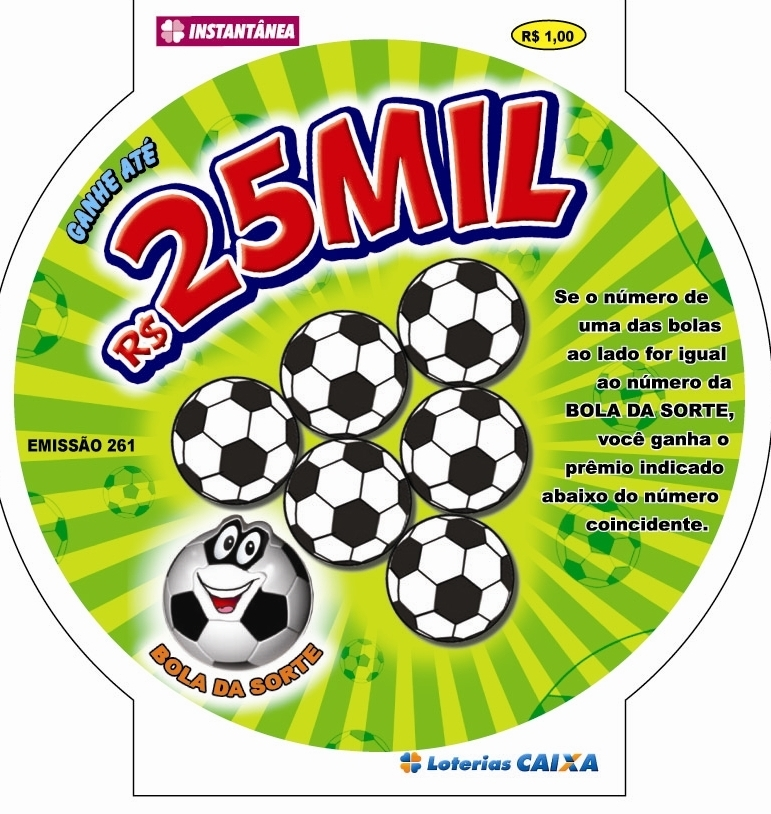 INSTANTÂNEA
R$ 1,00
GANHE ATÉ
R$ 25MIL
Se o número de
uma das bolas
ao lado for igual
ao número da
BOLA DA SORTE,
você ganha o
prêmio indicado
abaixo do número
coincidente.
EMISSÃO 261
BOLA DA SORTE
Loterias CAIXA